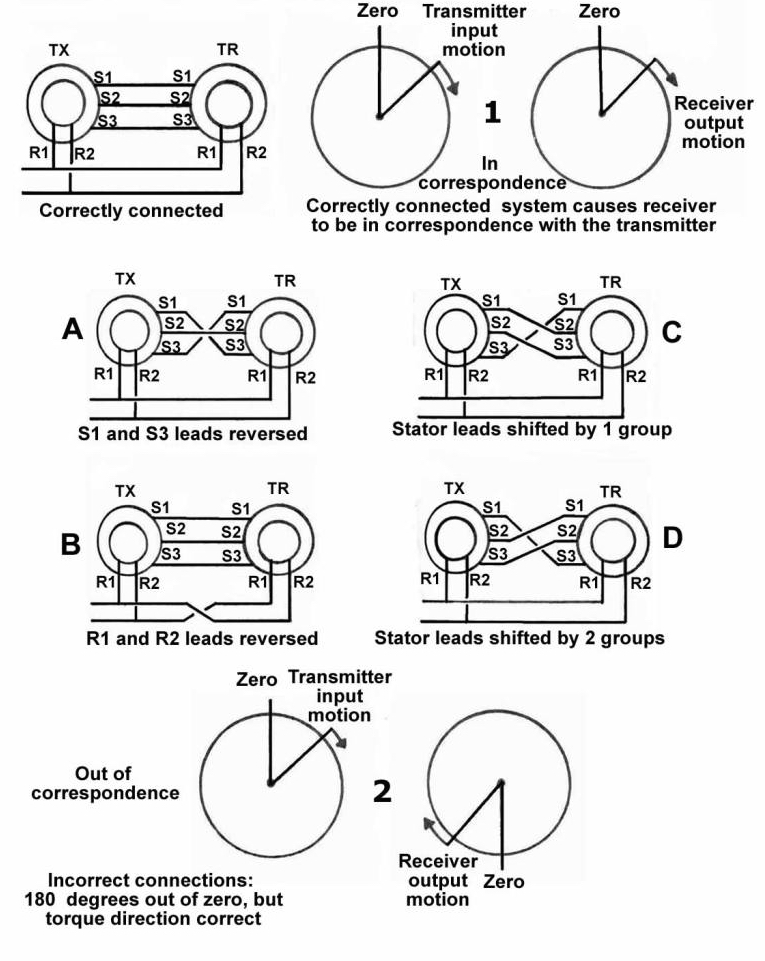 TX
TR
S1
S1
S2
S2
S3
S3
R1
R2
R1
R2
Correctly connected
Zero
Transmitter
input
motion
Zero
1
Receiver
output
motion
In
correspondence
Correctly connected system causes receiver
to be in correspondence with the transmitter
A
TX
TR
S1
S1
S2
S2
S3
S3
R1
R2
R1
R2
S1 and S3 leads reversed
TX
TR
C
S1
S1
S2
S2
S3
S3
R1
R2
R1
R2
Stator leads shifted by 1 group
B
TX
TR
S1
S1
S2
S2
S3
S3
R1
R2
R1
R2
R1 and R2 leads reversed
TX
TR
D
S1
S1
S2
S2
S3
S3
R1
R2
R1
R2
Stator leads shifted by 2 groups
Zero
Transmitter
input
motion
Out of
correspondence
2
Receiver
output
motion
Zero
Incorrect connections:
180 degrees out of zero, but
torque direction correct